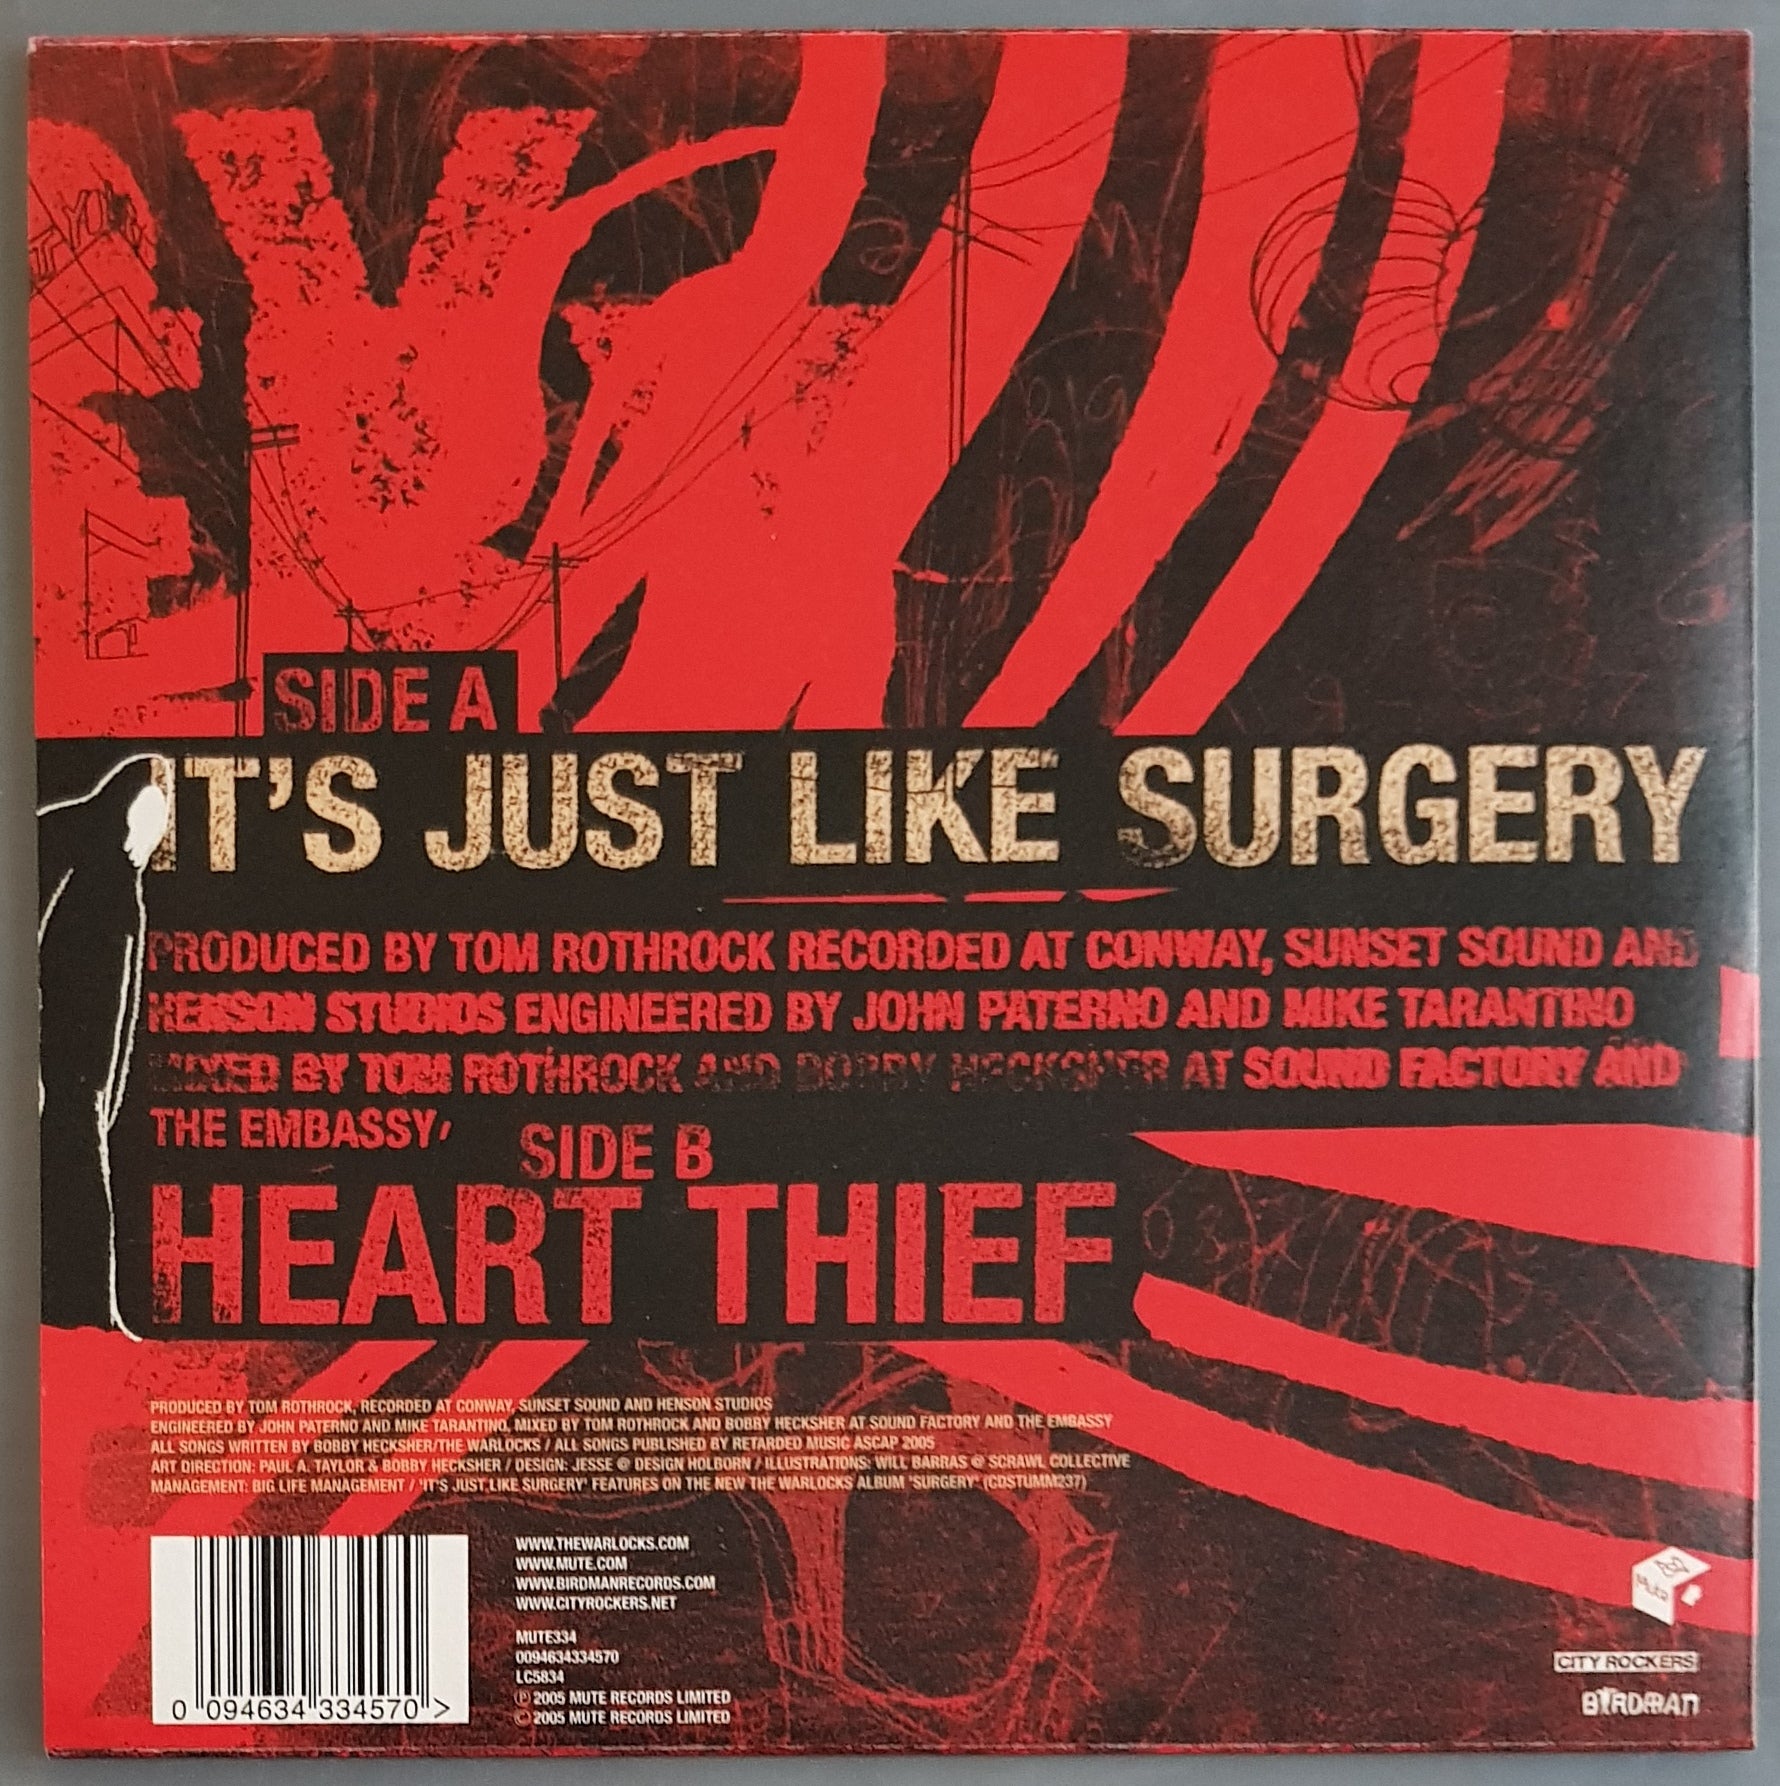 SIDE A
IT'S JUST LIKE SURGERY
PRODUCED BY TOM ROTHROCK RECORDED AT CONWAY, SUNSET SOUND AND
HENSON STUDIOS ENGINEERED BY JOHN PATERNO AND MIKE TARANTINO
MIXED BY TOM ROTHROCK AND BOBBY HECKSHER AT SOUND FACTORY AND
THE EMBASSY
SIDE B
HEART THIEF
PRODUCED BY TOM ROTHROCK, RECORDED AT CONWAY, SUNSET SOUND AND HENSON STUDIOS
ENGINEERED BY JOHN PATERNO AND MIKE TARANTINO, MIXED BY TOM ROTHROCK AND BOBBY HECKSHER AT SOUND FACTORY AND THE EMBASSY
ALL SONGS WRITTEN BY BOBBY HECKSHER/THE WARLOCKS / ALL SONGS PUBLISHED BY RETARDED MUSIC ASCAP 2005
ART DIRECTION: PAUL A. TAYLOR & BOBBY HECKSHER / DESIGN: JESSE @ DESIGN HOLBORN / ILLUSTRATIONS: WILL BARRAS @ SCRAWL COLLECTIVE
MANAGEMENT: BIG LIFE MANAGEMENT / 'IT'S JUST LIKE SURGERY' FEATURES ON THE NEW THE WARLOCKS ALBUM 'SURGERY' (CDSTUMM237)
WWW.THEWARLOCKS.COM
WWW.MUTE.COM
WWW.BIRDMANRECORDS.COM
WWW.CITYROCKERS.NET
MUTE334
0094634334570
LC5834
℗ 2005 MUTE RECORDS LIMITED
© 2005 MUTE RECORDS LIMITED
0 094634 334570 >
Mute
CITY ROCKERS
BIRDMAN